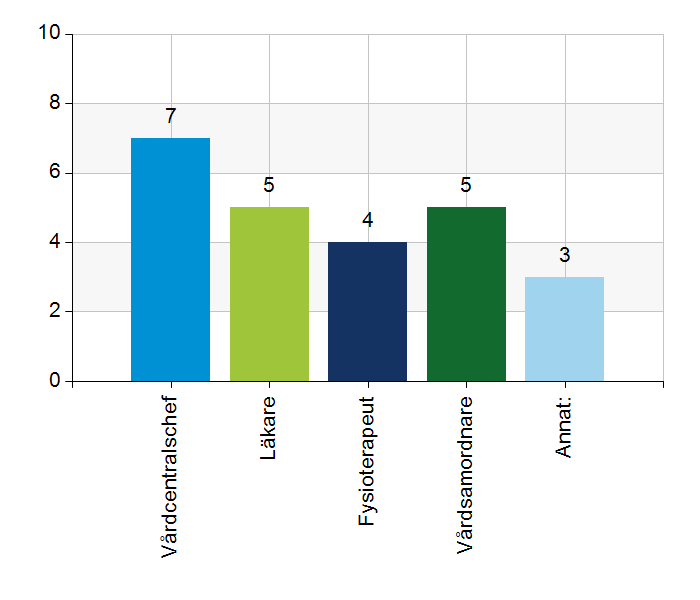 10
8
6
4
2
0
7
5
4
5
3
Vårdcentralschef
Läkare
Fysioterapeut
Vårdsamordnare
Annat: